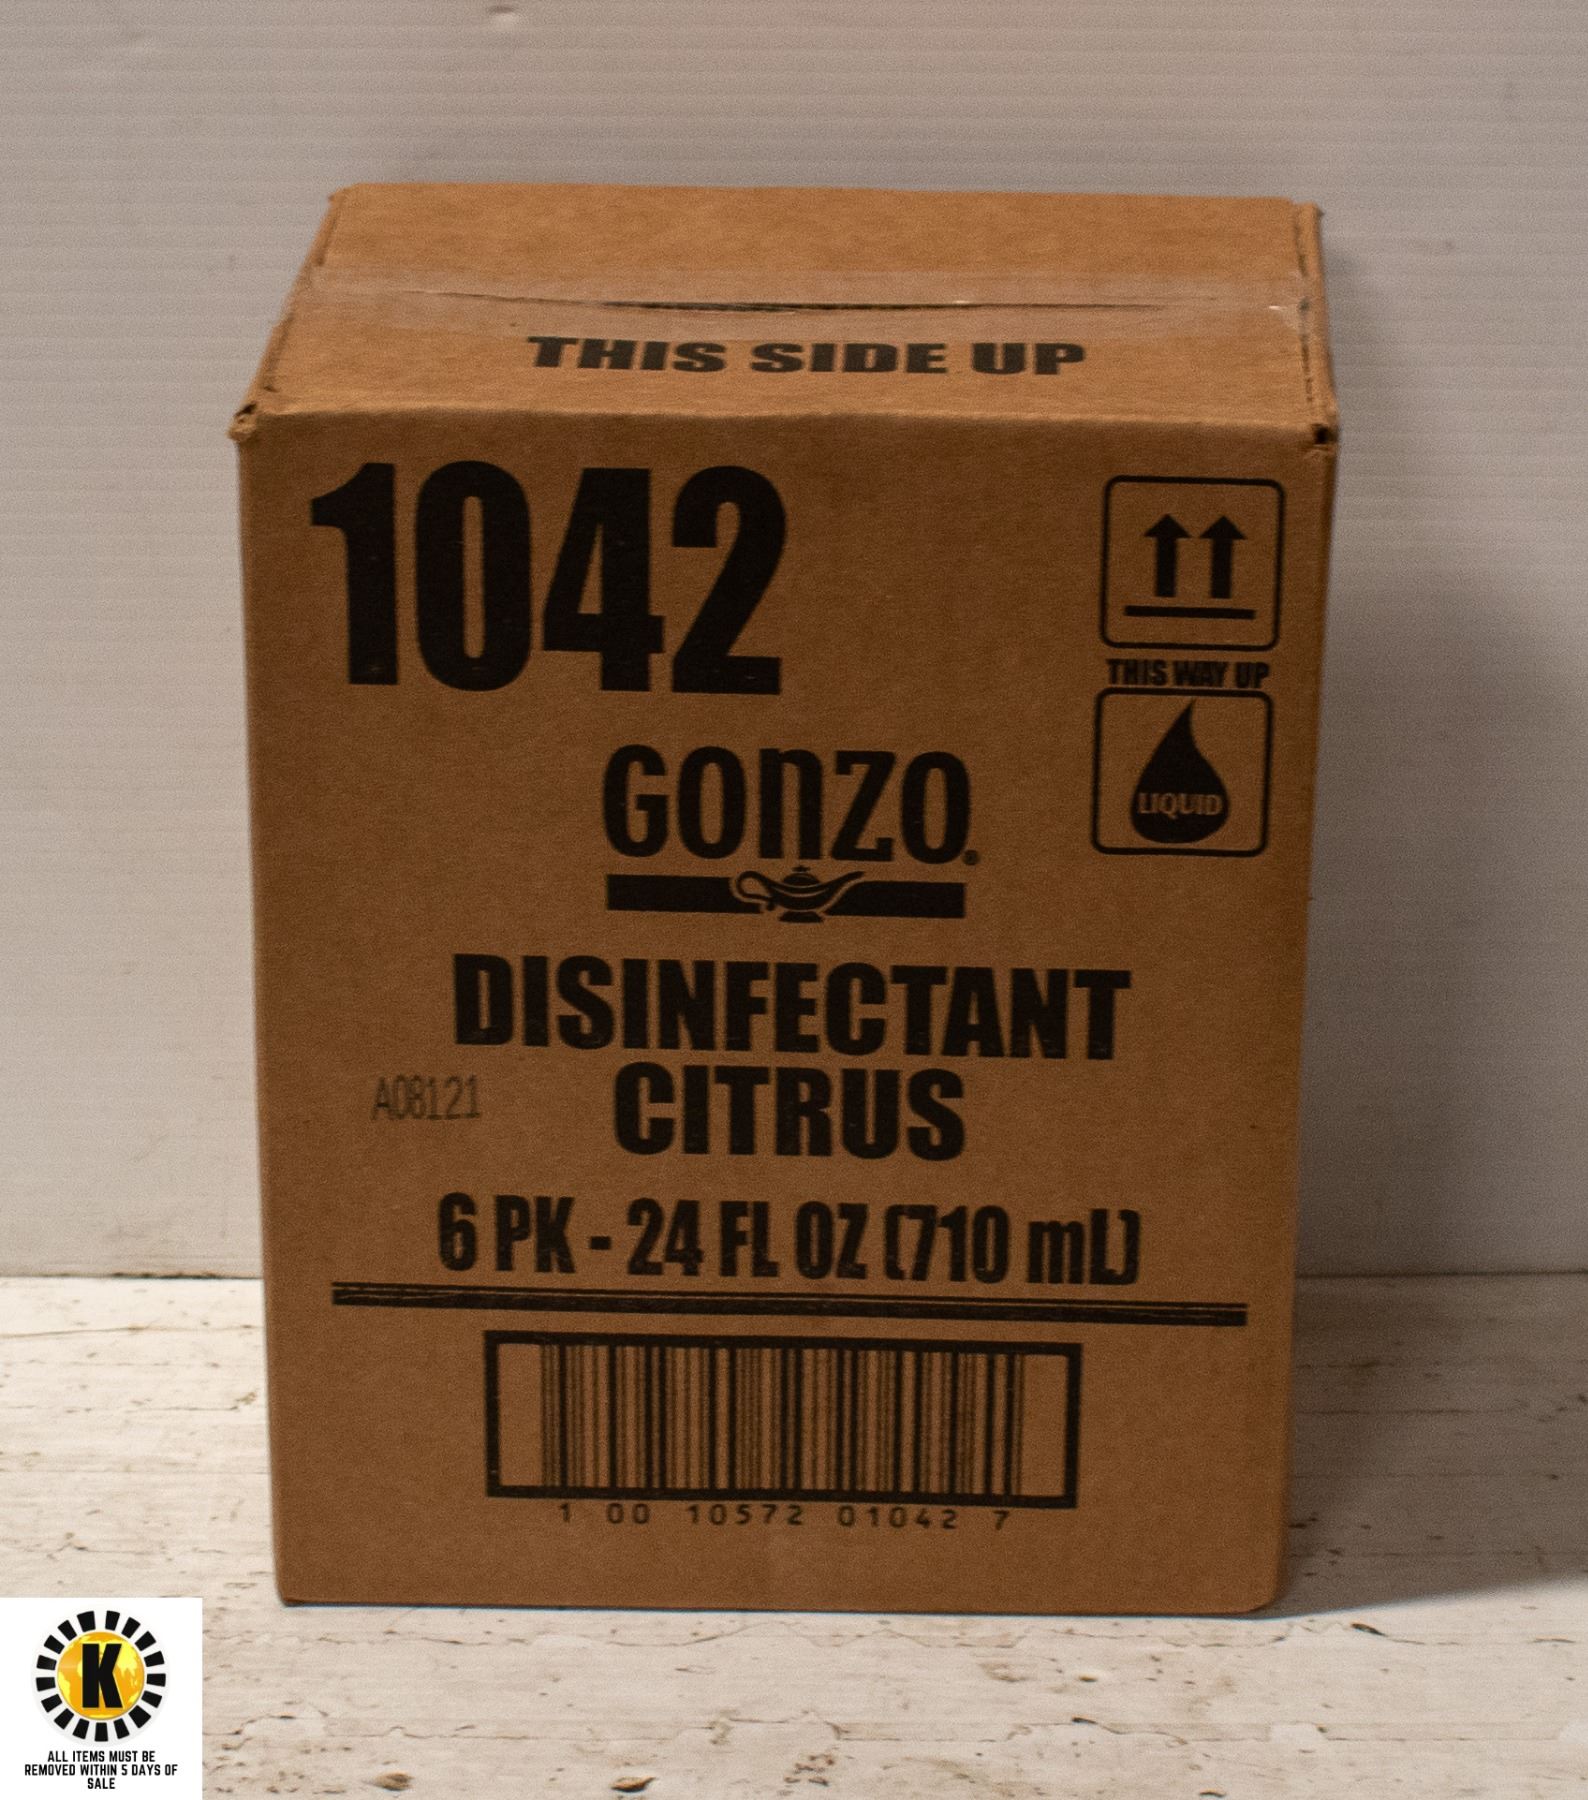 THIS SIDE UP
1042
THIS WAY UP
LIQUID
GONZO®
DISINFECTANT
CITRUS
A08121
6 PK - 24 FL OZ (710 mL)
1 00 10572 01042 7
K
ALL ITEMS MUST BE
REMOVED WITHIN 5 DAYS OF
SALE